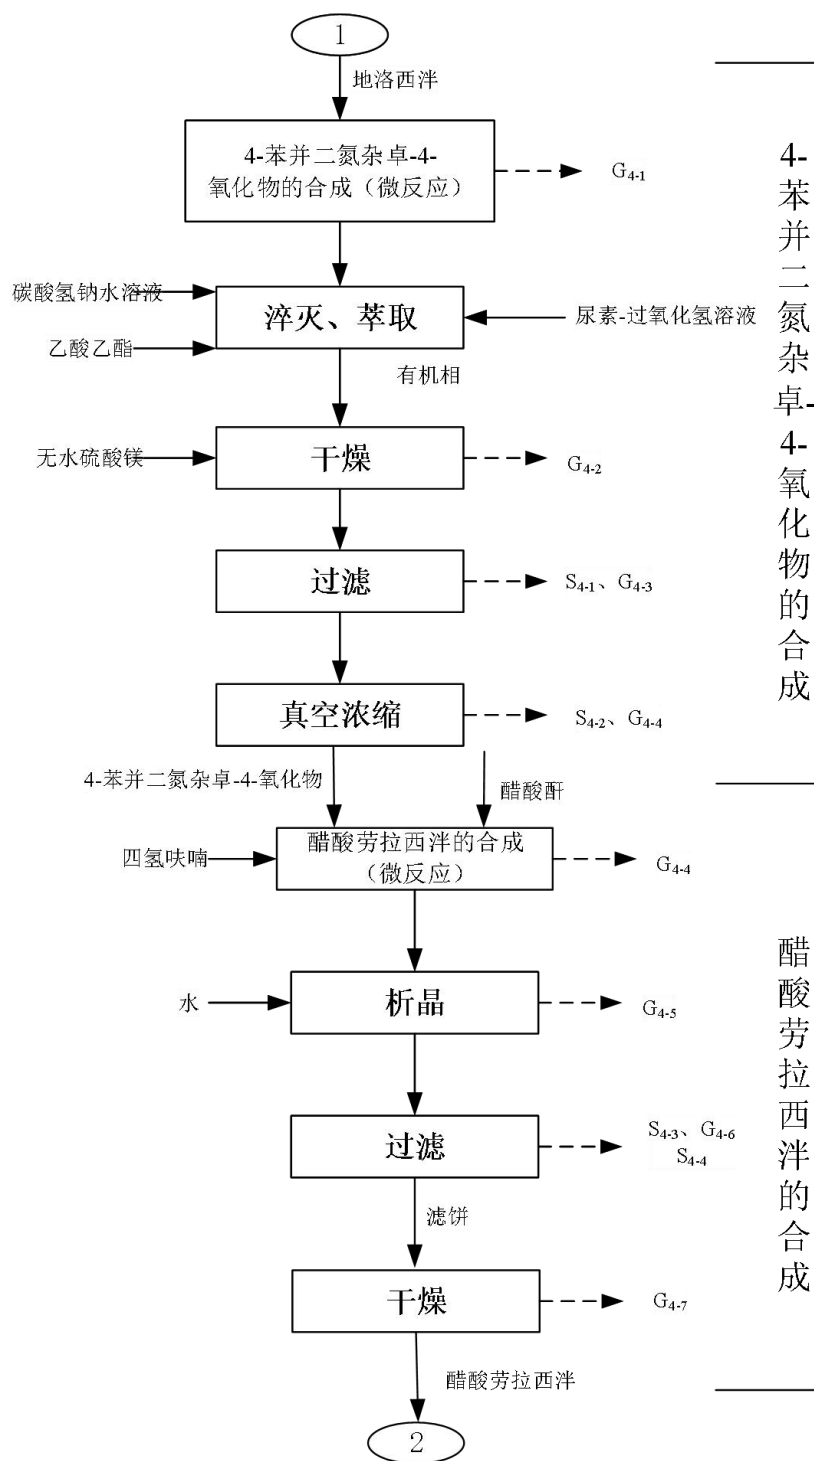 1
地洛西泮
4-苯并二氮杂卓-4-
氧化物的合成（微反应）
G4-1
碳酸氢钠水溶液
淬灭、萃取
尿素-过氧化氢溶液
乙酸乙酯
有机相
无水硫酸镁
干燥
G4-2
过滤
S4-1、G4-3
真空浓缩
S4-2、G4-4
4-苯并二氮杂卓-4-氧化物
醋酸酐
四氢呋喃
醋酸劳拉西泮的合成
（微反应）
G4-4
水
析晶
G4-5
过滤
S4-3、G4-6
S4-4
滤饼
干燥
G4-7
醋酸劳拉西泮
2
4-
苯
并
二
氮
杂
卓-
4-
氧
化
物
的
合
成
醋
酸
劳
拉
西
泮
的
合
成